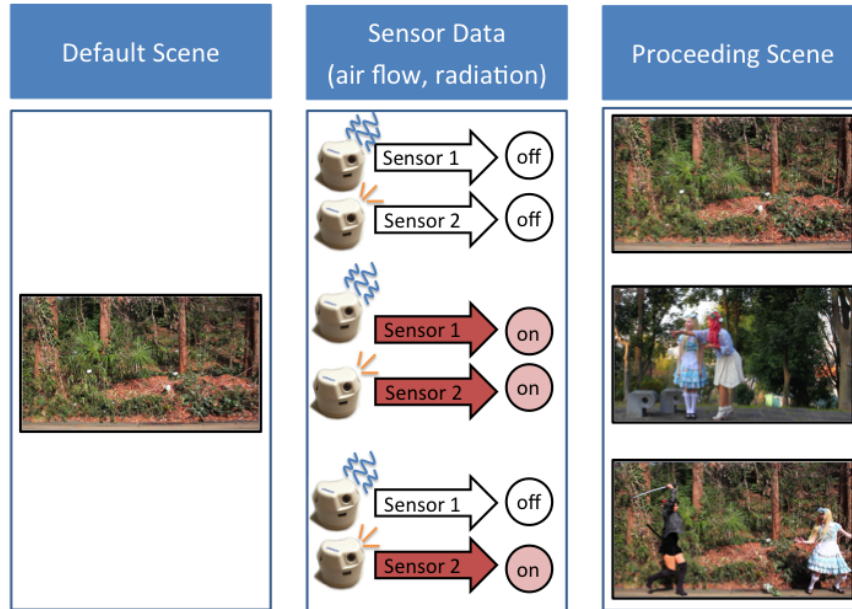 Default Scene
Sensor Data
(air flow, radiation)
Proceeding Scene
Sensor 1
off
Sensor 2
off
Sensor 1
on
Sensor 2
on
Sensor 1
off
Sensor 2
on